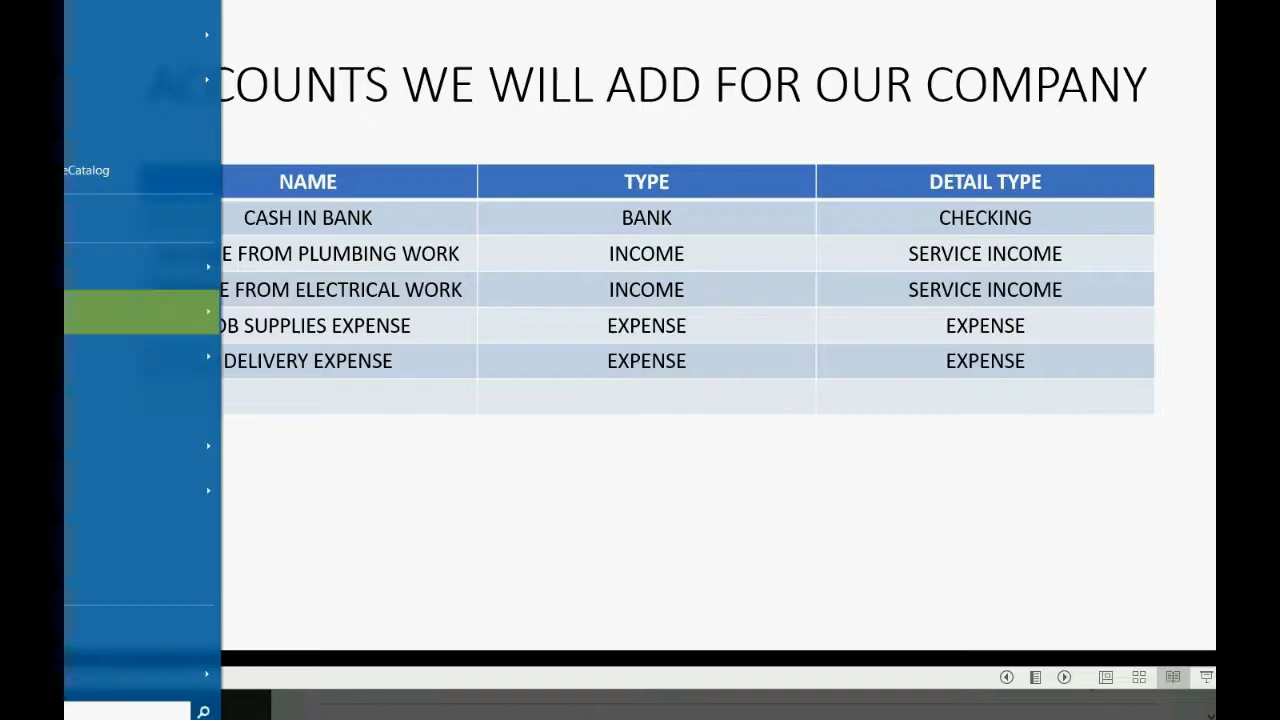 ACCOUNTS WE WILL ADD FOR OUR COMPANY
eCatalog
NAME TYPE DETAIL TYPE
CASH IN BANK BANK CHECKING
E FROM PLUMBING WORK INCOME SERVICE INCOME
E FROM ELECTRICAL WORK INCOME SERVICE INCOME
OB SUPPLIES EXPENSE EXPENSE EXPENSE
DELIVERY EXPENSE EXPENSE EXPENSE